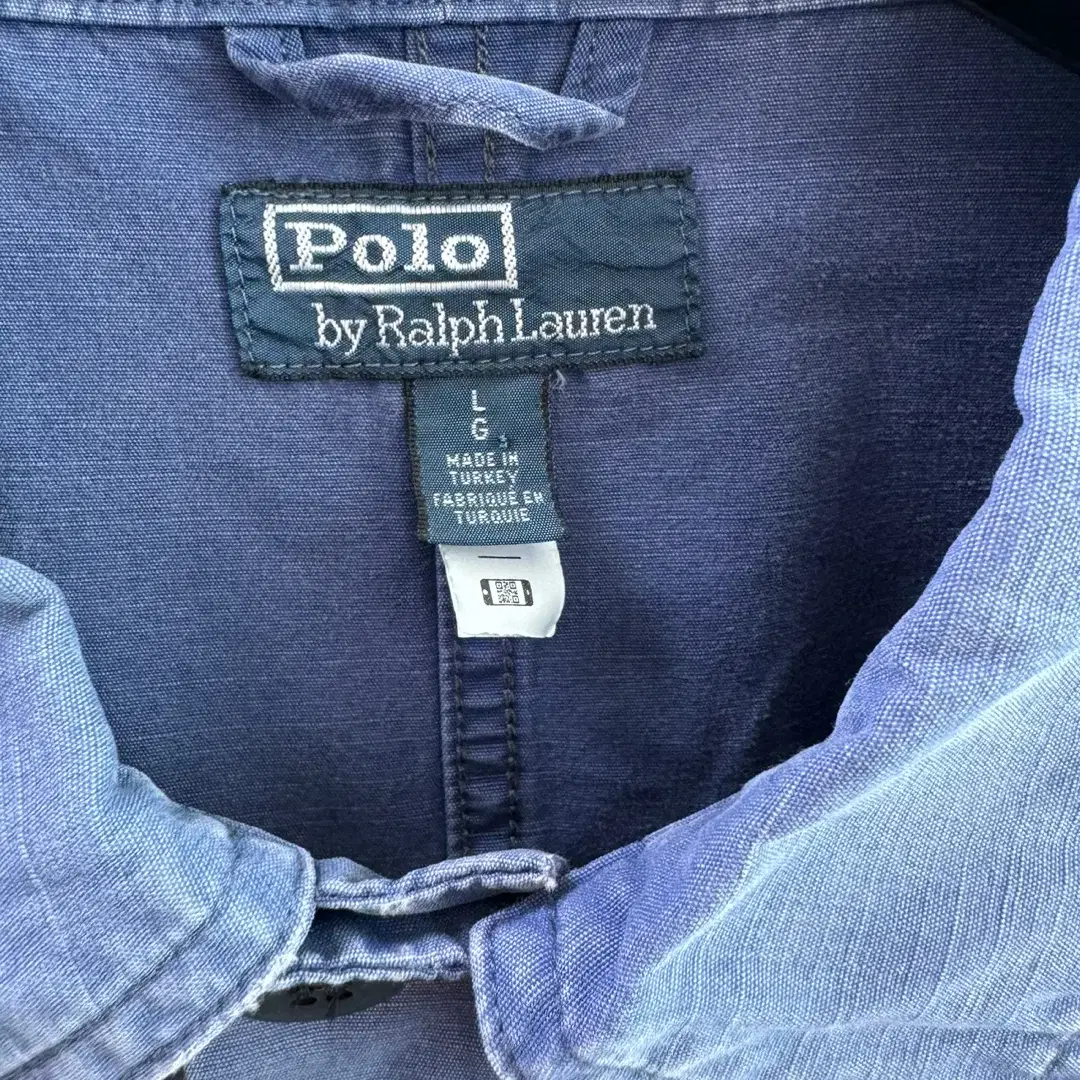 Polo
by Ralph Lauren
L
G
MADE IN
TURKEY
FABRIQUÉ EN
TURQUIE